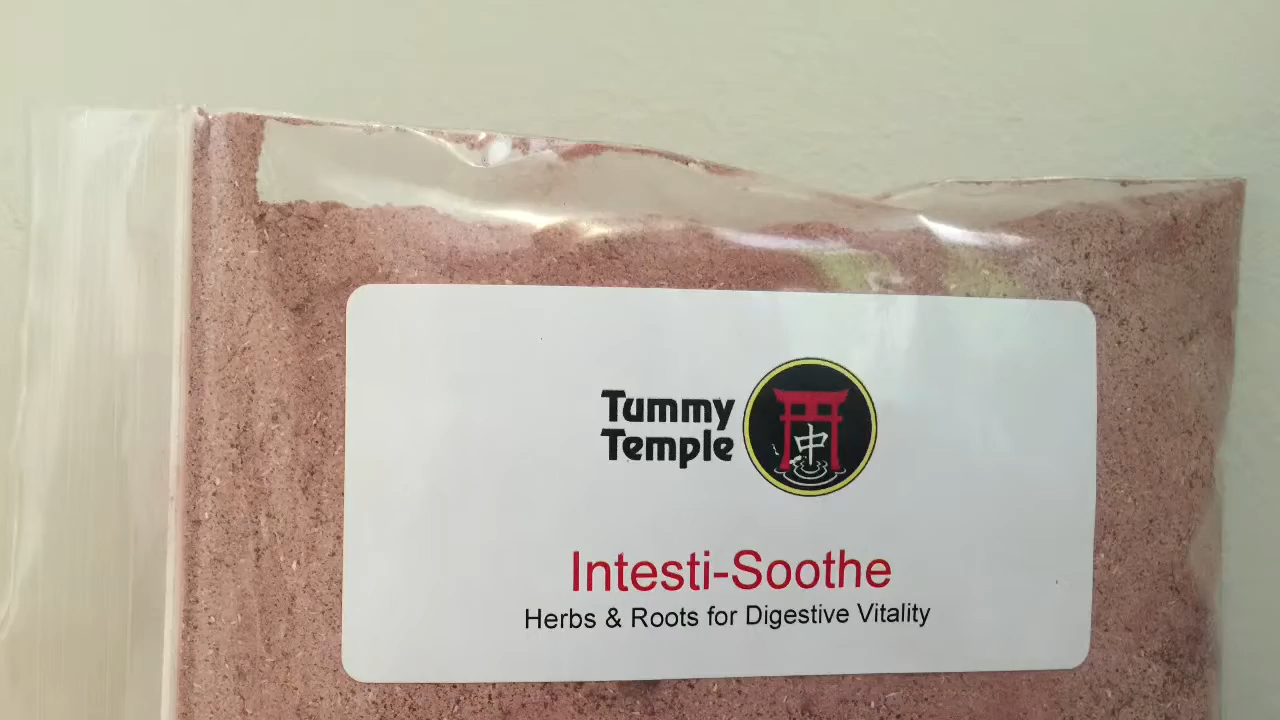 Tummy
Temple
中
Intesti-Soothe
Herbs & Roots for Digestive Vitality